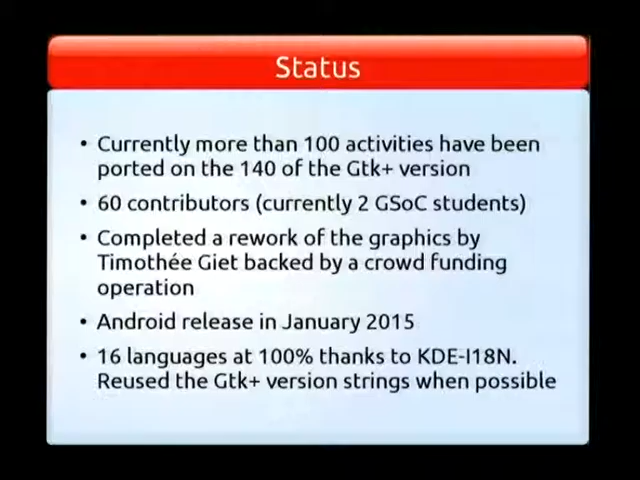 Status
• Currently more than 100 activities have been
ported on the 140 of the Gtk+ version
• 60 contributors (currently 2 GSoC students)
• Completed a rework of the graphics by
Timothée Giet backed by a crowd funding
operation
• Android release in January 2015
• 16 languages at 100% thanks to KDE-I18N.
Reused the Gtk+ version strings when possible